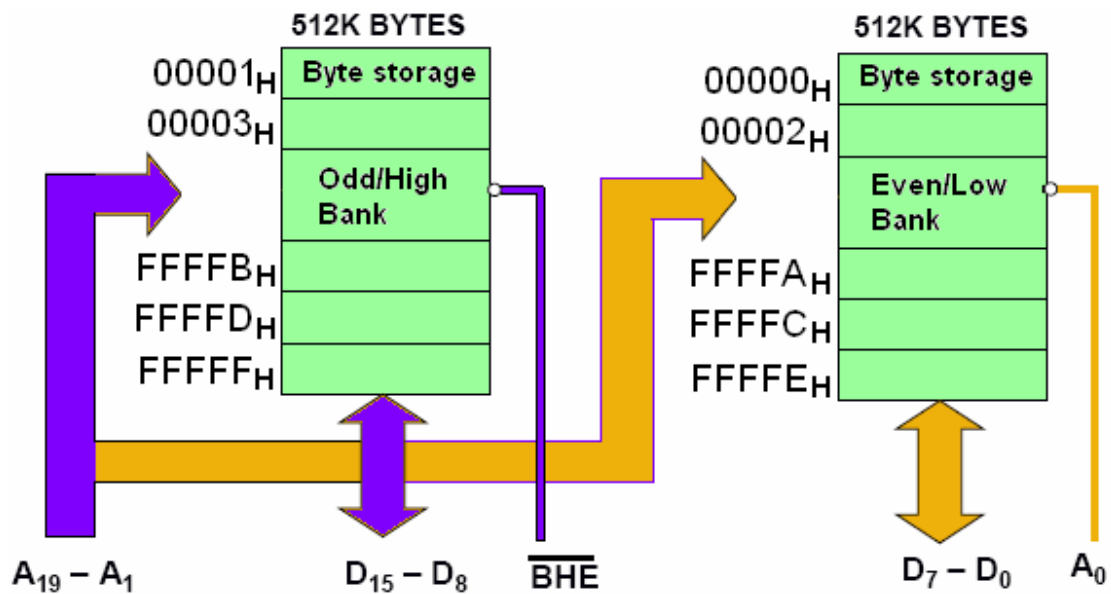 512K BYTES
00001H
Byte storage
00003H
Odd/High
Bank
FFFFBH
FFFFDH
FFFFFH
512K BYTES
00000H
Byte storage
00002H
Even/Low
Bank
FFFFAH
FFFFCH
FFFFEH
A19 – A1
D15 – D8
BHE
D7 – D0
A0